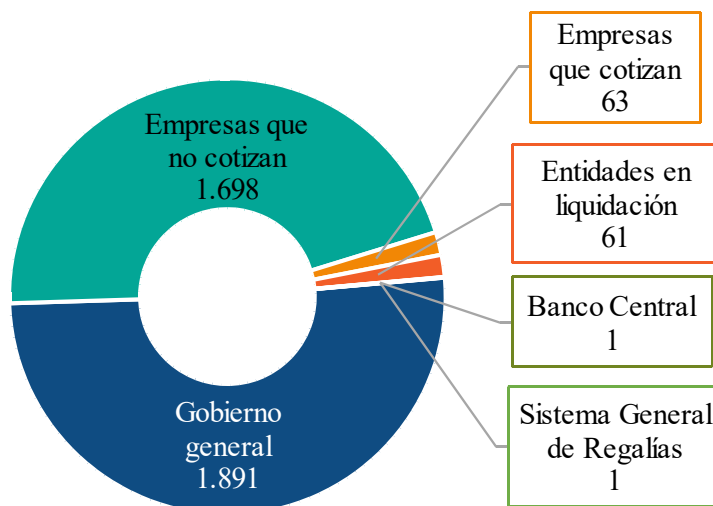 Empresas
que cotizan
63
Empresas que
no cotizan
1.698
Entidades en
liquidación
61
Banco Central
1
Sistema General
de Regalías
1
Gobierno
general
1.891